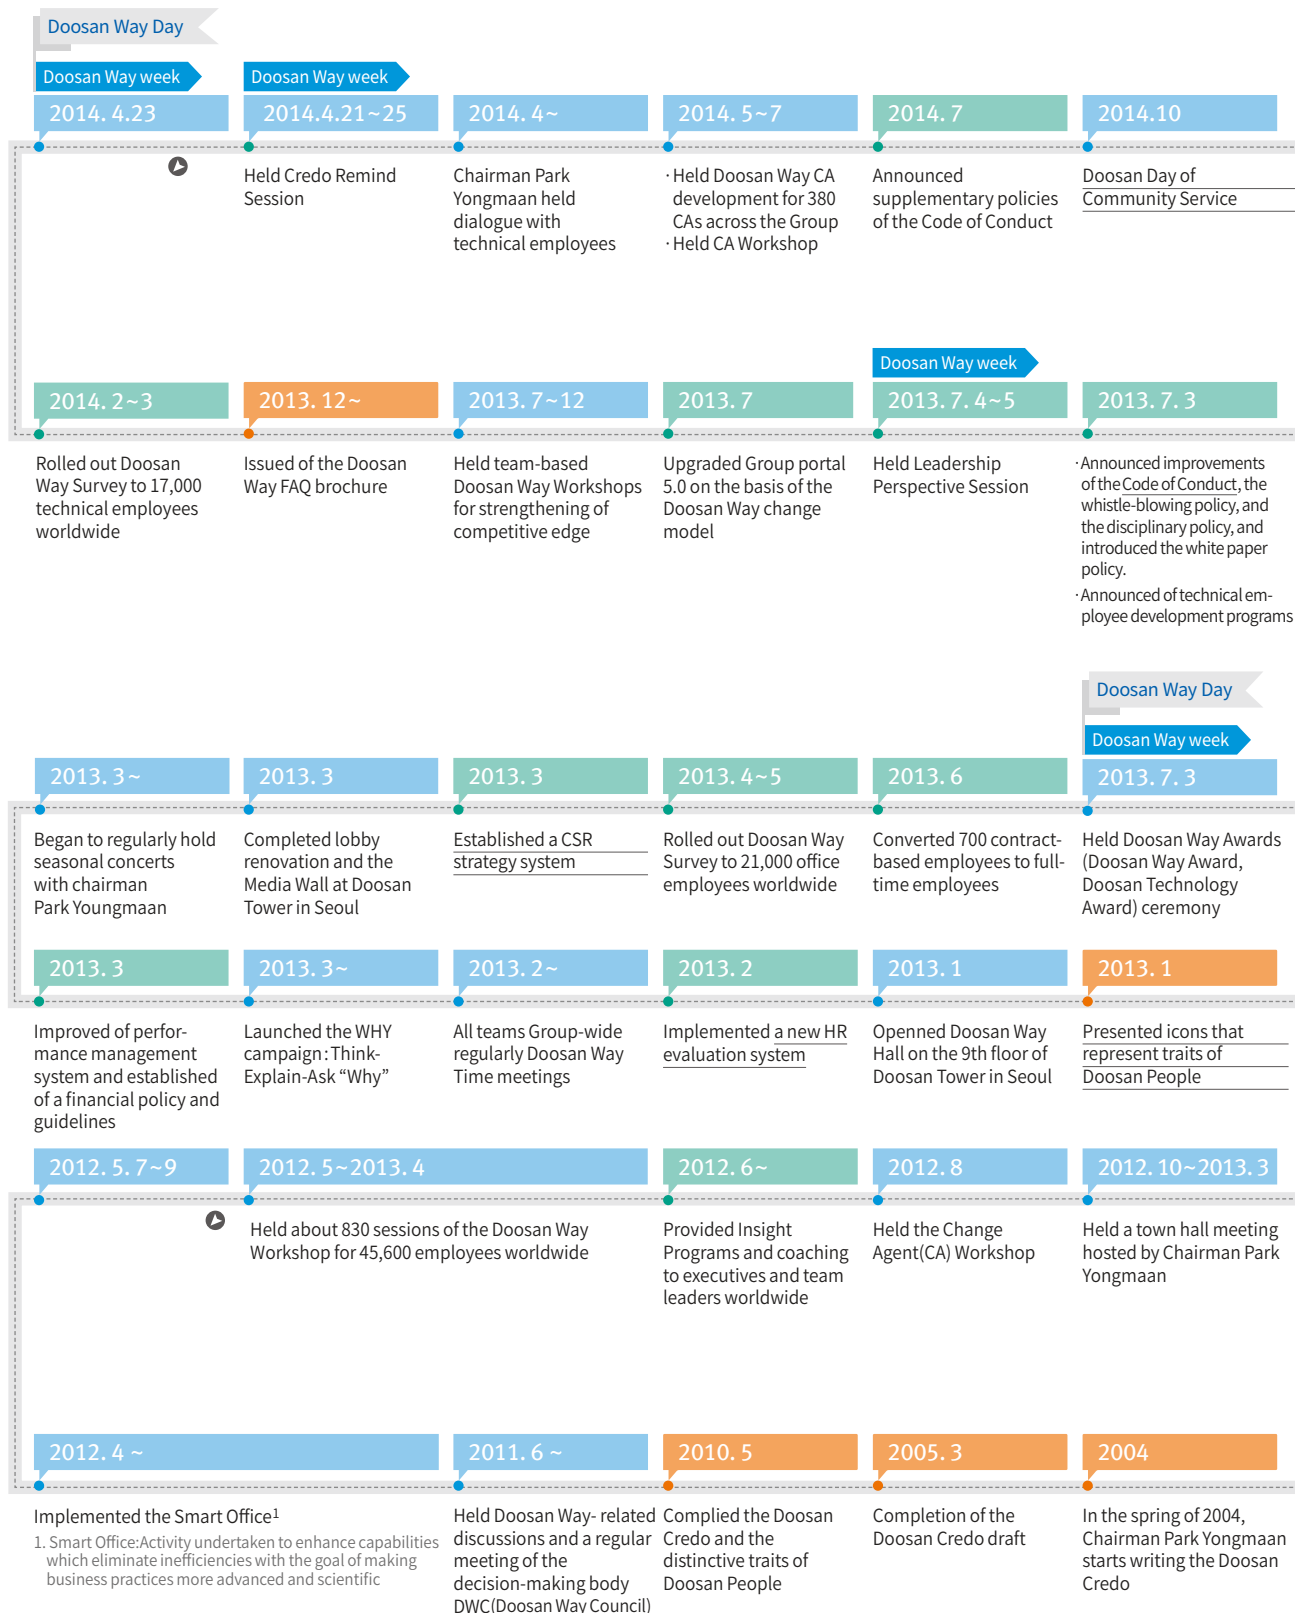 Doosan Way Day
Doosan Way week
Doosan Way week
2014. 4.23
2014.4.21~25
2014. 4~
2014. 5~7
2014. 7
2014.10
Held Credo Remind
Session
Chairman Park
Yongmaan held
dialogue with
technical employees
· Held Doosan Way CA
development for 380
CAs across the Group
· Held CA Workshop
Announced
supplementary policies
of the Code of Conduct
Doosan Day of
Community Service
Doosan Way week
2014. 2~3
2013. 12~
2013. 7~12
2013. 7
2013. 7. 4~5
2013. 7. 3
Rolled out Doosan
Way Survey to 17,000
technical employees
worldwide
Issued of the Doosan
Way FAQ brochure
Held team-based
Doosan Way Workshops
for strengthening of
competitive edge
Upgraded Group portal
5.0 on the basis of the
Doosan Way change
model
Held Leadership
Perspective Session
· Announced improvements
of the Code of Conduct, the
whistle-blowing policy, and
the disciplinary policy, and
introduced the white paper
policy.
· Announced of technical em-
ployee development programs
Doosan Way Day
Doosan Way week
2013. 3~
2013. 3
2013. 3
2013. 4~5
2013. 6
2013. 7. 3
Began to regularly hold
seasonal concerts
with chairman
Park Youngmaan
Completed lobby
renovation and the
Media Wall at Doosan
Tower in Seoul
Established a CSR
strategy system
Rolled out Doosan Way
Survey to 21,000 office
employees worldwide
Converted 700 contract-
based employees to full-
time employees
Held Doosan Way Awards
(Doosan Way Award,
Doosan Technology
Award) ceremony
2013. 3
2013. 3~
2013. 2~
2013. 2
2013. 1
2013. 1
Improved of perfor-
mance management
system and established
of a financial policy and
guidelines
Launched the WHY
campaign : Think-
Explain-Ask “Why”
All teams Group-wide
regularly Doosan Way
Time meetings
Implemented a new HR
evaluation system
Openned Doosan Way
Hall on the 9th floor of
Doosan Tower in Seoul
Presented icons that
represent traits of
Doosan People
2012. 5. 7~9
2012. 5~2013. 4
2012. 6~
2012. 8
2012. 10~2013. 3
Held about 830 sessions of the Doosan Way
Workshop for 45,600 employees worldwide
Provided Insight
Programs and coaching
to executives and team
leaders worldwide
Held the Change
Agent(CA) Workshop
Held a town hall meeting
hosted by Chairman Park
Yongmaan
2012. 4 ~
2011. 6 ~
2010. 5
2005. 3
2004
Implemented the Smart Office1
1. Smart Office:Activity undertaken to enhance capabilities
which eliminate inefficiencies with the goal of making
business practices more advanced and scientific
Held Doosan Way- related
discussions and a regular
meeting of the
decision-making body
DWC(Doosan Way Council)
Complied the Doosan
Credo and the
distinctive traits of
Doosan People
Completion of the
Doosan Credo draft
In the spring of 2004,
Chairman Park Yongmaan
starts writing the Doosan
Credo